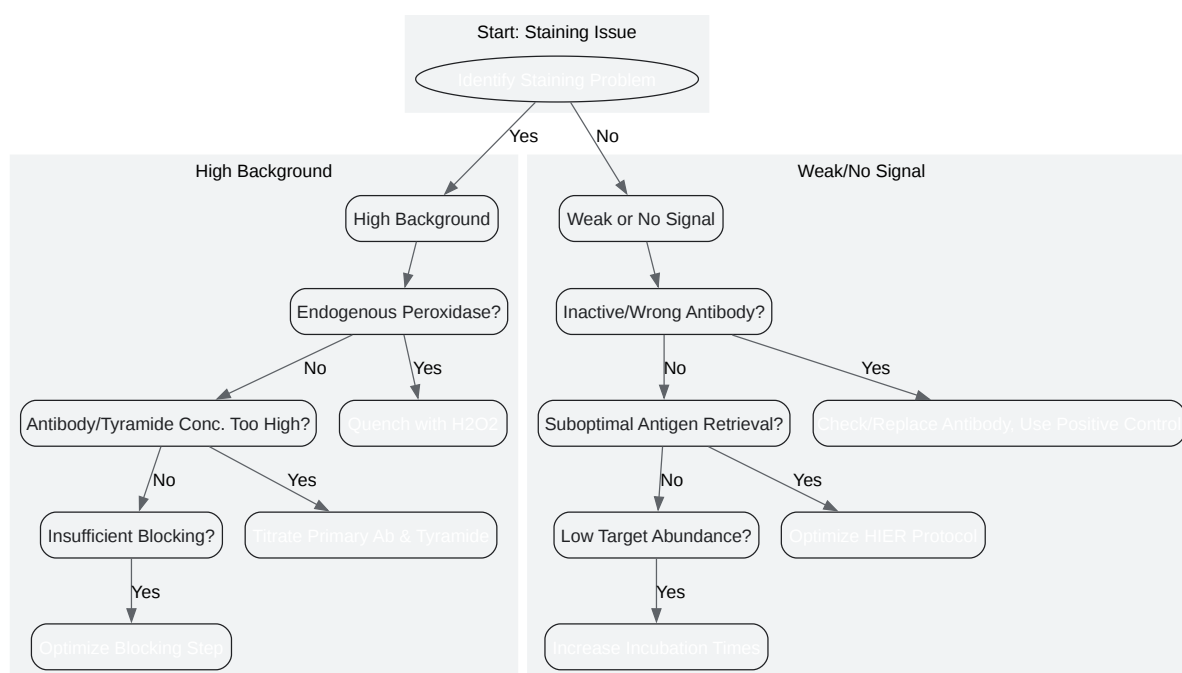 Start: Staining Issue
Identify Staining Problem
Yes
No
High Background
Weak/No Signal
High Background
Weak or No Signal
Endogenous Peroxidase?
Inactive/Wrong Antibody?
No
Yes
No
Yes
Antibody/Tyramide Conc. Too High?
Quench with H2O2
Suboptimal Antigen Retrieval?
Check/Replace Antibody, Use Positive Control
No
Yes
No
Yes
Insufficient Blocking?
Titrate Primary Ab & Tyramide
Low Target Abundance?
Optimize HIER Protocol
Yes
Yes
Optimize Blocking Step
Increase Incubation Times